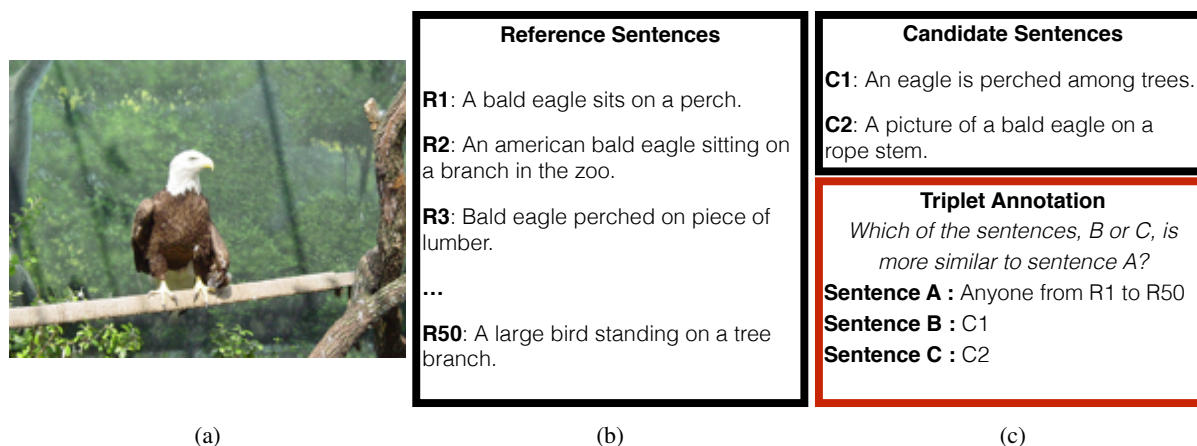 Reference Sentences
R1: A bald eagle sits on a perch.
R2: An american bald eagle sitting on
a branch in the zoo.
R3: Bald eagle perched on piece of
lumber.
...
R50: A large bird standing on a tree
branch.
Candidate Sentences
C1: An eagle is perched among trees.
C2: A picture of a bald eagle on a
rope stem.
Triplet Annotation
Which of the sentences, B or C, is
more similar to sentence A?
Sentence A : Anyone from R1 to R50
Sentence B : C1
Sentence C : C2
(a)
(b)
(c)